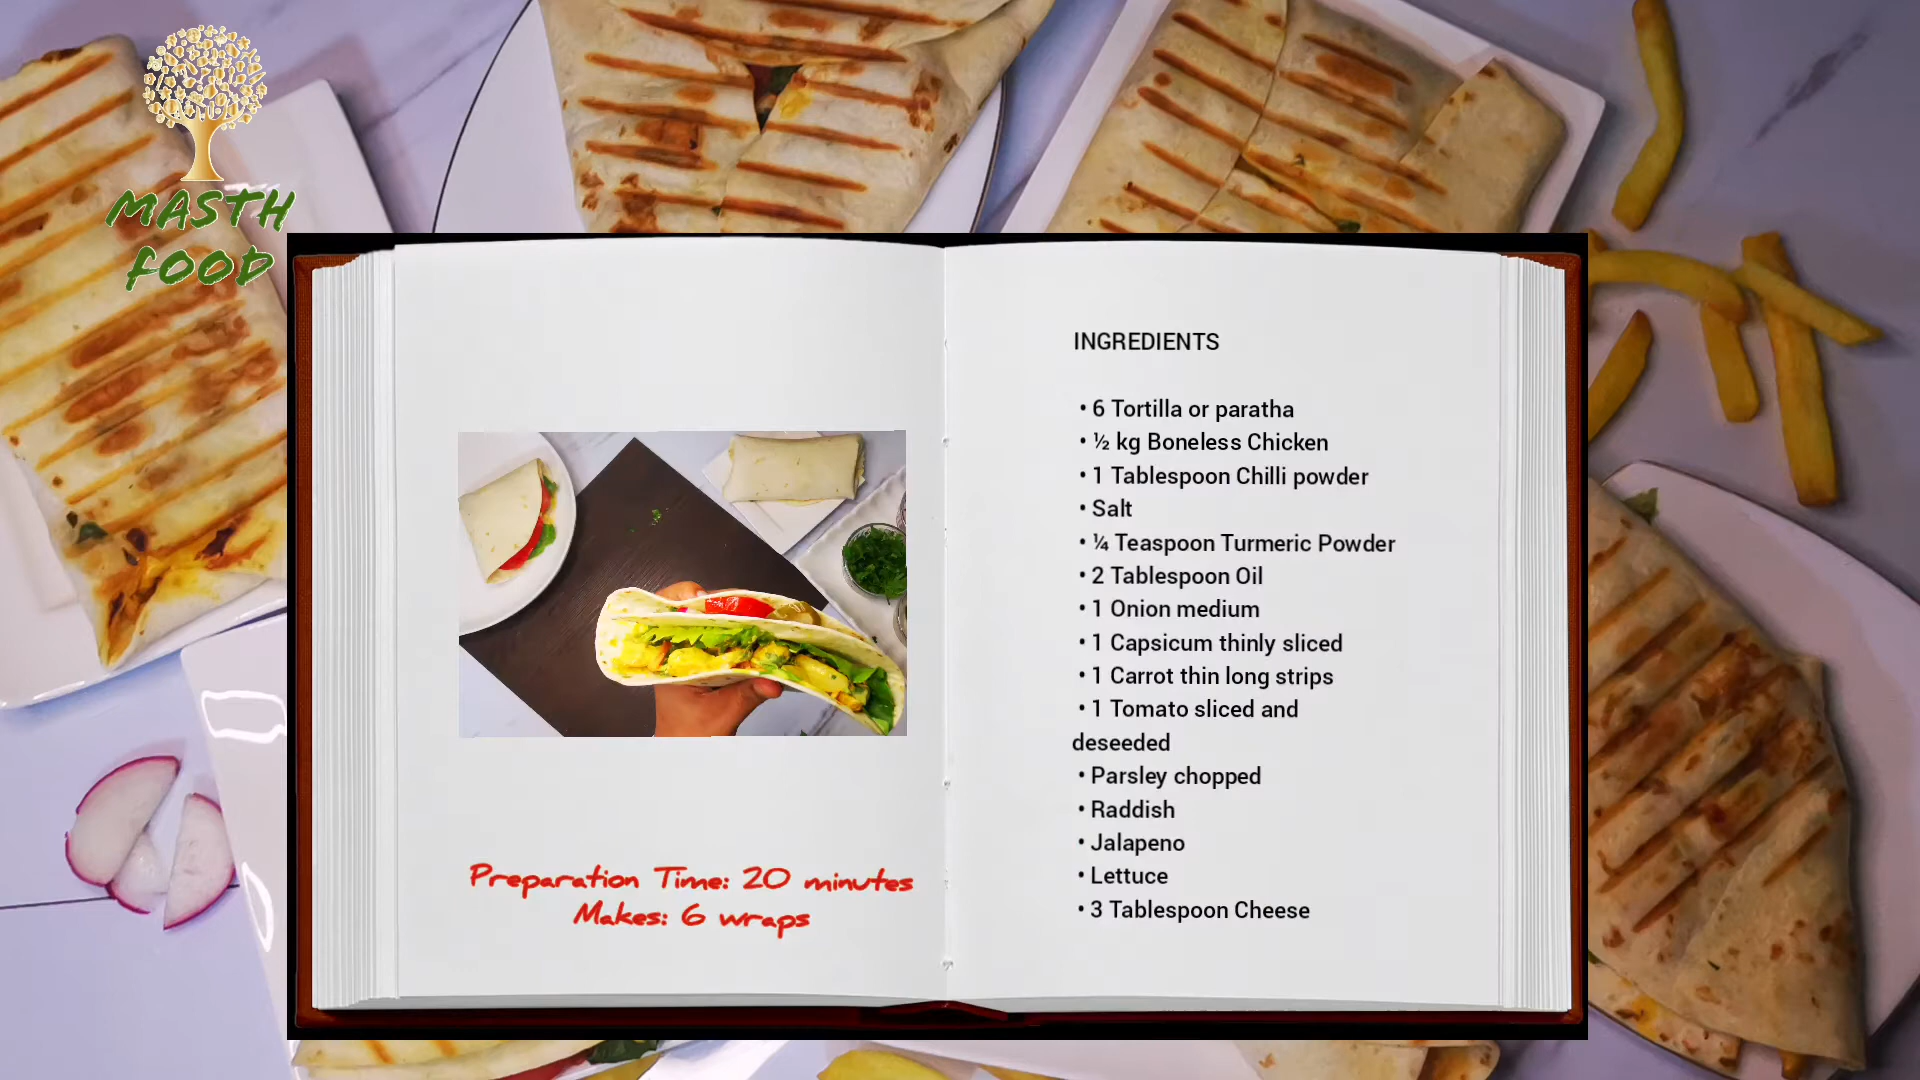 MASTH
FOOD
INGREDIENTS
• 6 Tortilla or paratha
• ½ kg Boneless Chicken
• 1 Tablespoon Chilli powder
• Salt
• ¼ Teaspoon Turmeric Powder
• 2 Tablespoon Oil
• 1 Onion medium
• 1 Capsicum thinly sliced
• 1 Carrot thin long strips
• 1 Tomato sliced and
deseeded
• Parsley chopped
• Raddish
• Jalapeno
• Lettuce
• 3 Tablespoon Cheese
Preparation Time: 20 minutes
Makes: 6 wraps